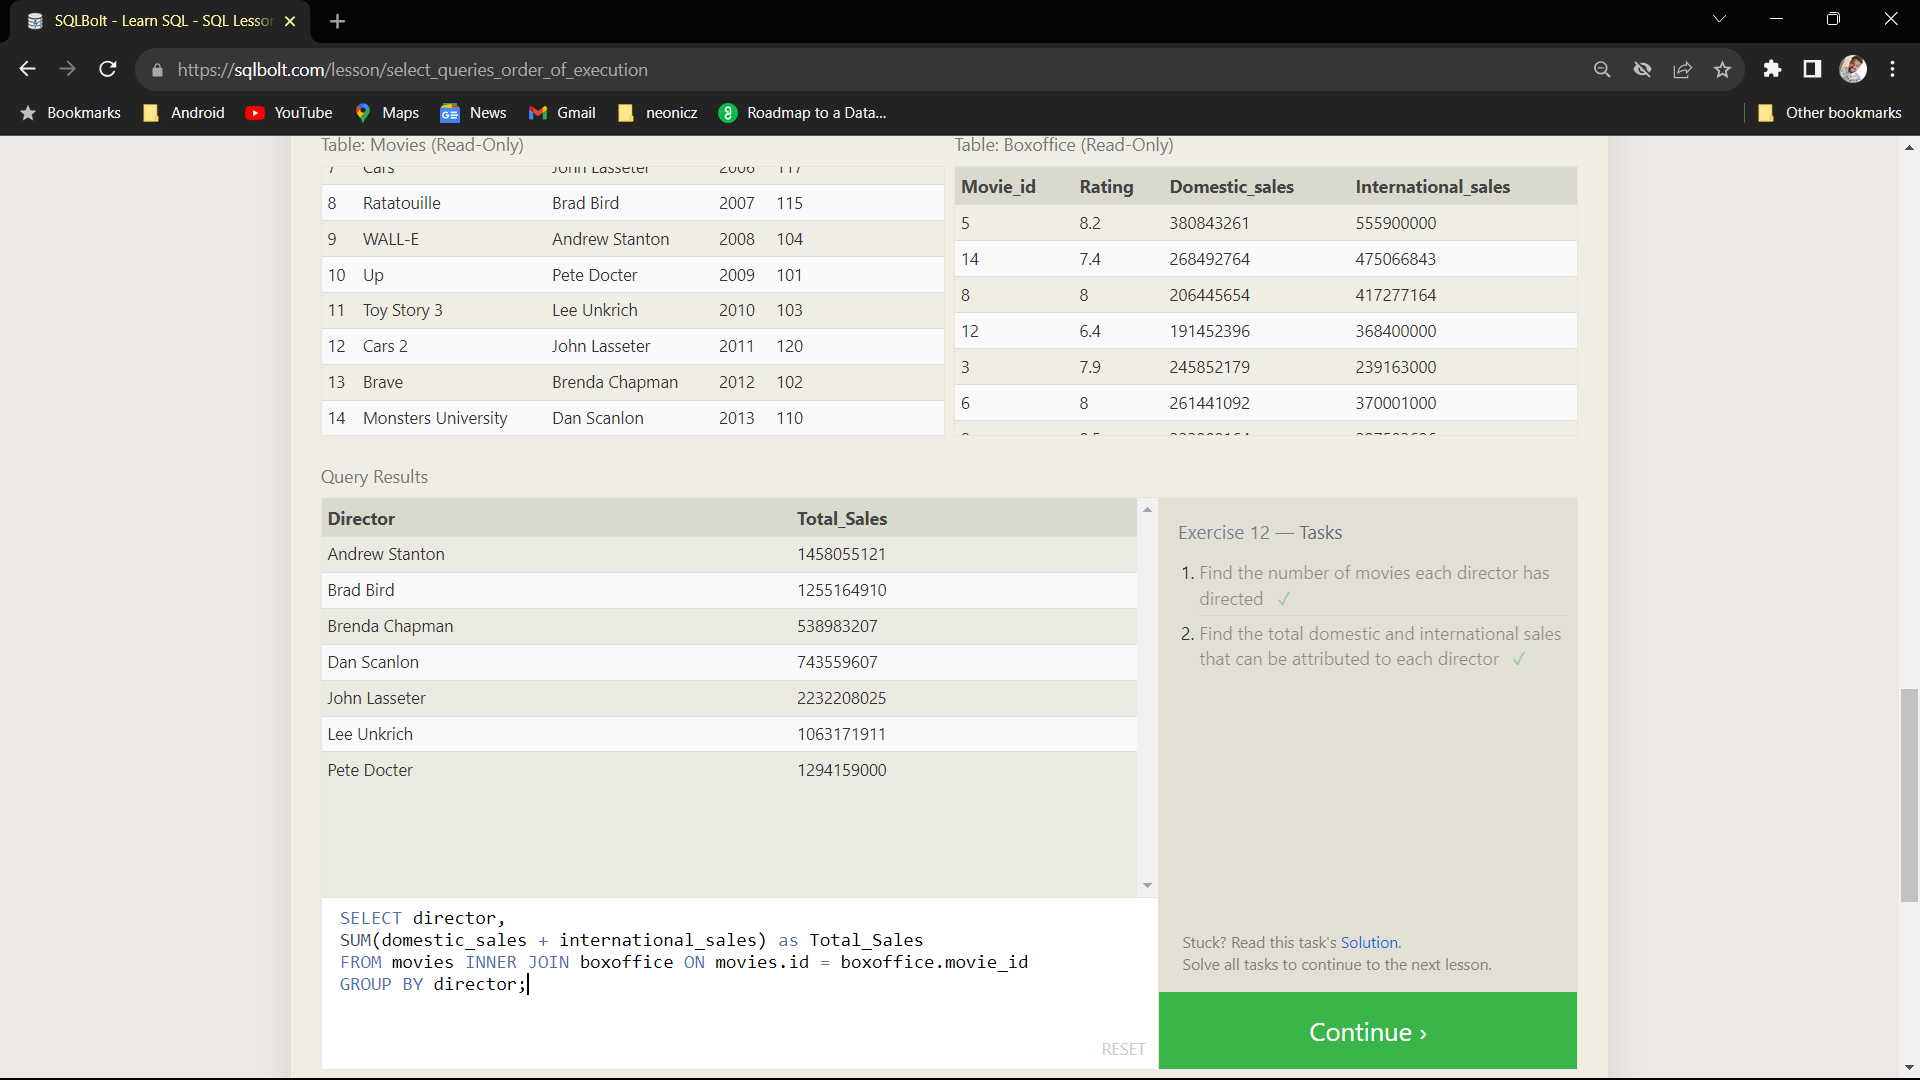 SQLBolt - Learn SQL - SQL Lesso
https://sqlbolt.com/lesson/select_queries_order_of_execution
Bookmarks Android YouTube Maps News Gmail neonicz Roadmap to a Data... Other bookmarks
Table: Movies (Read-Only)
7 Cars John Lasseter 2006 117
8 Ratatouille Brad Bird 2007 115
9 WALL-E Andrew Stanton 2008 104
10 Up Pete Docter 2009 101
11 Toy Story 3 Lee Unkrich 2010 103
12 Cars 2 John Lasseter 2011 120
13 Brave Brenda Chapman 2012 102
14 Monsters University Dan Scanlon 2013 110
Table: Boxoffice (Read-Only)
Movie_id Rating Domestic_sales International_sales
5 8.2 380843261 555900000
14 7.4 268492764 475066843
8 8 206445654 417277164
12 6.4 191452396 368400000
3 7.9 245852179 239163000
6 8 261441092 370001000
Query Results
Director Total_Sales
Andrew Stanton 1458055121
Brad Bird 1255164910
Brenda Chapman 538983207
Dan Scanlon 743559607
John Lasseter 2232208025
Lee Unkrich 1063171911
Pete Docter 1294159000
SELECT director,
SUM(domestic_sales + international_sales) as Total_Sales
FROM movies INNER JOIN boxoffice ON movies.id = boxoffice.movie_id
GROUP BY director;
RESET
Exercise 12 — Tasks
1. Find the number of movies each director has
directed ✓
2. Find the total domestic and international sales
that can be attributed to each director ✓
Stuck? Read this task's Solution.
Solve all tasks to continue to the next lesson.
Continue ›